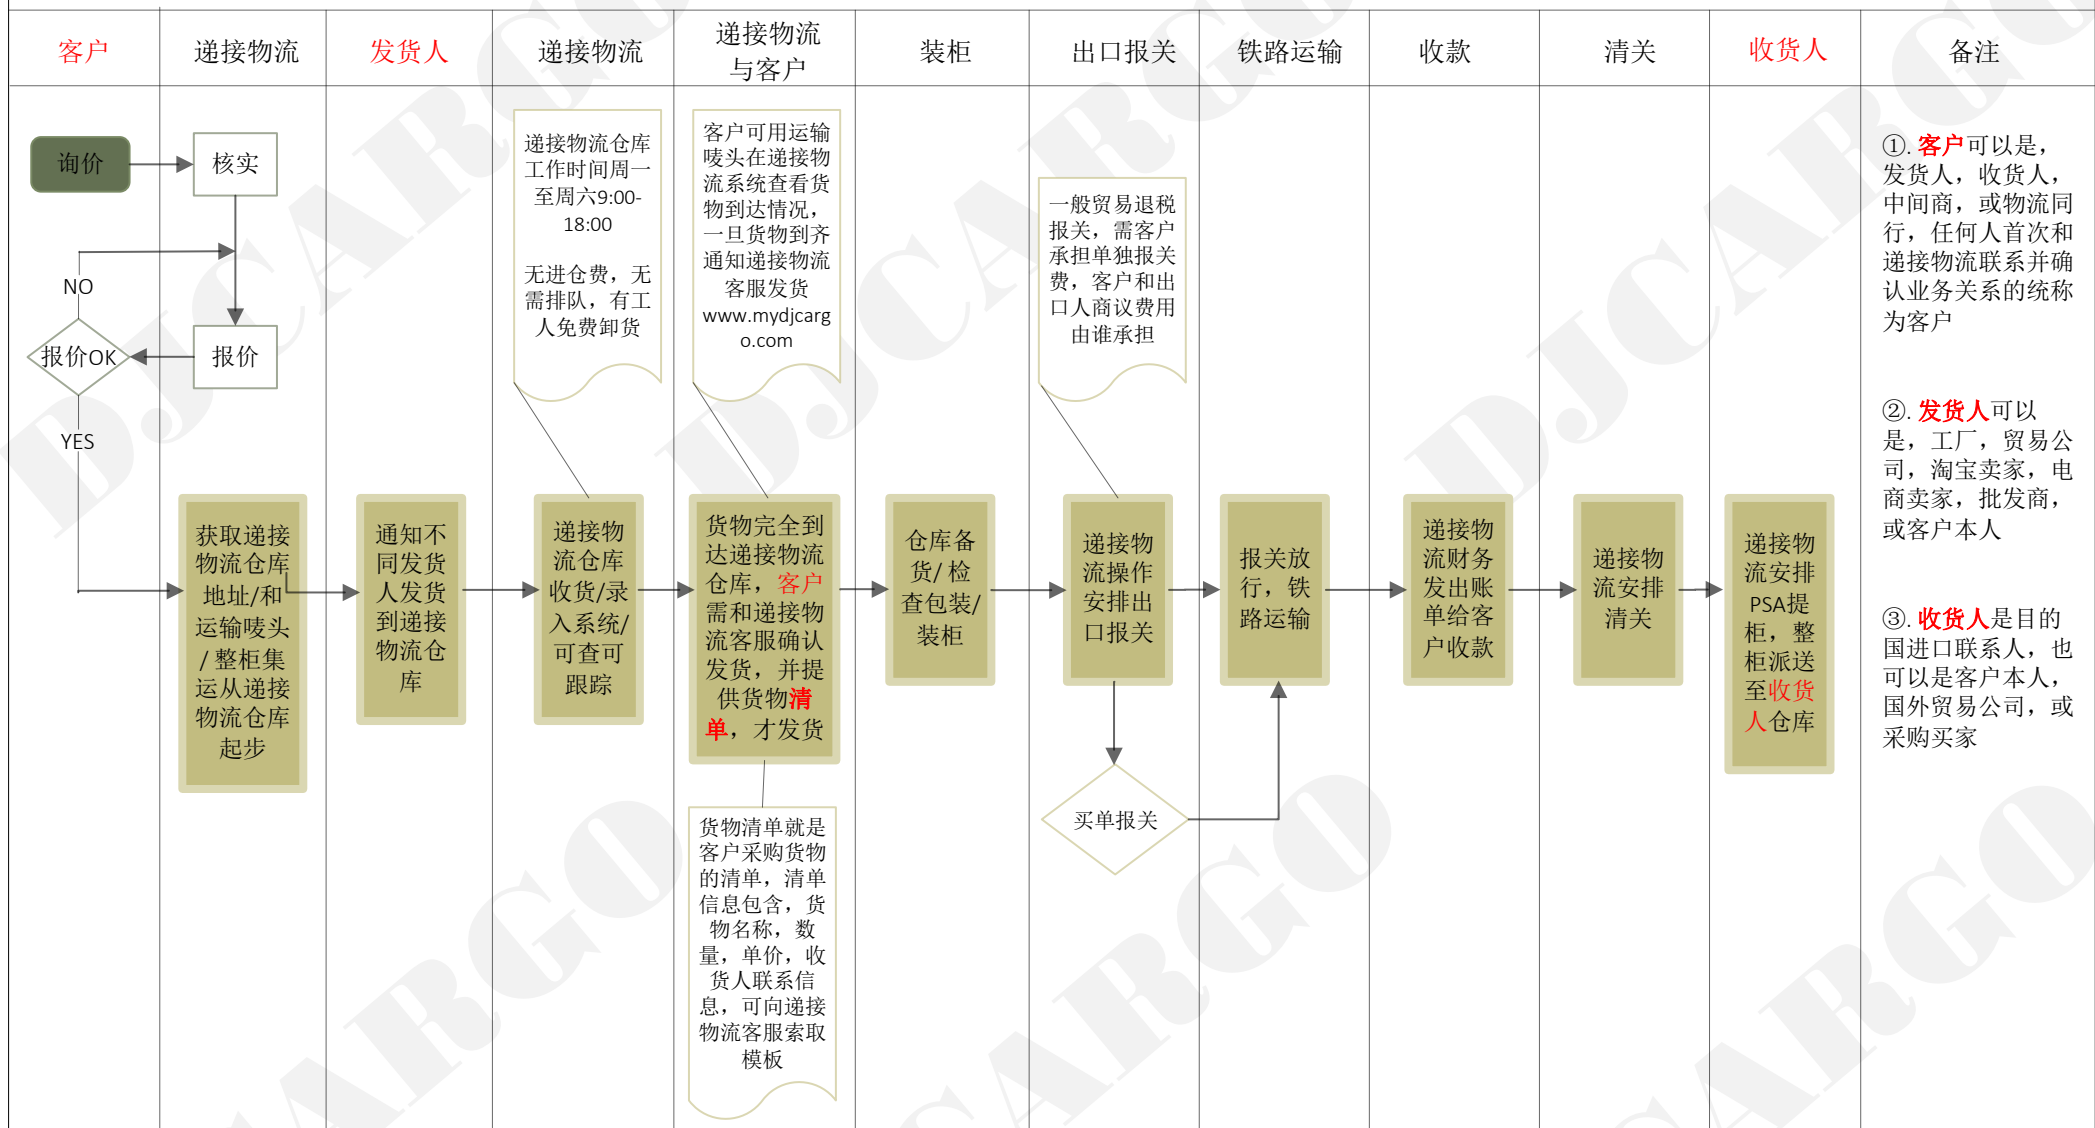 客户
递接物流
发货人
递接物流
递接物流
与客户
装柜
出口报关
铁路运输
收款
清关
收货人
备注
询价
核实
NO
报价OK
报价
YES
获取递接
物流仓库
地址/和
运输唛头
/ 整柜集
运从递接
物流仓库
起步
通知不
同发货
人发货
到递接
物流仓
库
递接物流仓库
工作时间周一
至周六9:00-
18:00
无进仓费，无
需排队，有工
人免费卸货
递接物
流仓库
收货/录
入系统/
可查可
跟踪
客户可用运输
唛头在递接物
流系统查看货
物到达情况，
一旦货物到齐
通知递接物流
客服发货
www.mydjcarg
o.com
货物完全到
达递接物流
仓库，客户
需和递接物
流客服确认
发货，并提
供货物清
单，才发货
货物清单就是
客户采购货物
的清单，清单
信息包含，货
物名称，数
量，单价，收
货人联系信
息，可向递接
物流客服索取
模板
仓库备
货/ 检
查包装/
装柜
一般贸易退税
报关，需客户
承担单独报关
费，客户和出
口人商议费用
由谁承担
递接物
流操作
安排出
口报关
买单报关
报关放
行，铁
路运输
递接物
流财务
发出账
单给客
户收款
递接物
流安排
清关
递接物
流安排
PSA提
柜，整
柜派送
至收货
人仓库
①. 客户可以是，
发货人，收货人，
中间商，或物流同
行，任何人首次和
递接物流联系并确
认业务关系的统称
为客户
②. 发货人可以
是，工厂，贸易公
司，淘宝卖家，电
商卖家，批发商，
或客户本人
③. 收货人是目的
国进口联系人，也
可以是客户本人，
国外贸易公司，或
采购买家
DJCARGO
DJCARGO
DJCARGO
CARGO
CARGO
CARGO